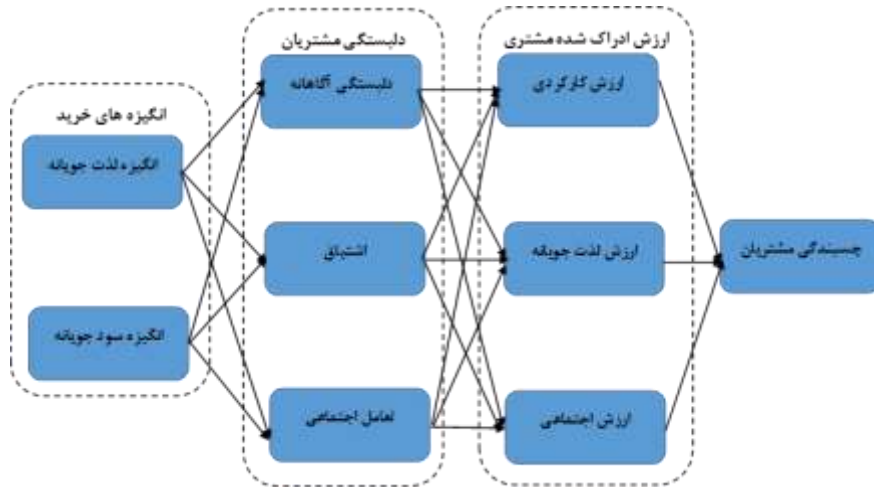 ارزش ادراک شده مشتری
دلبستگی مشتریان
انگیزه های خرید
ارزش کارکردی
دلبستگی آگاهانه
انگیزه لذت جویانه
چسبندگی مشتریان
ارزش لذت جویانه
اشتیاق
انگیزه سود جویانه
ارزش اجتماعی
تعامل اجتماعی